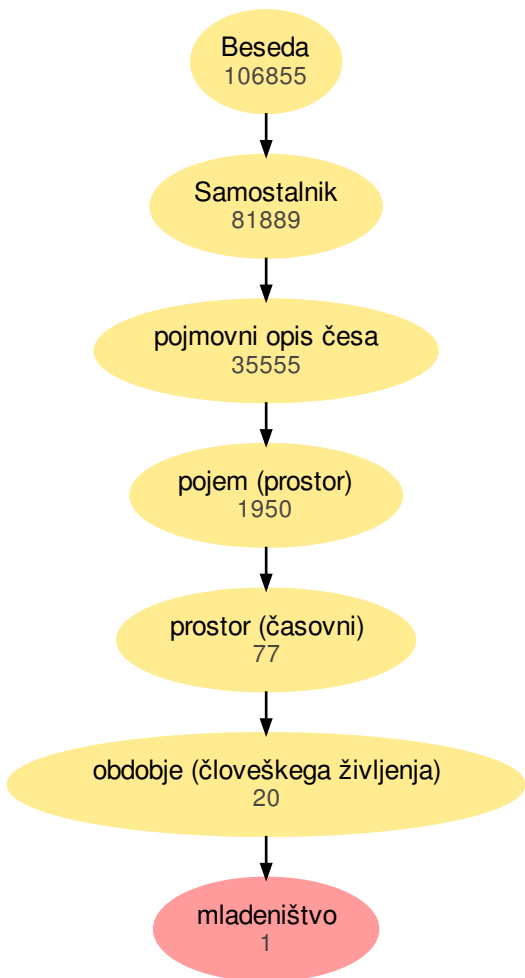 Beseda
106855
Samostalnik
81889
pojmovni opis česa
35555
pojem (prostor)
1950
prostor (časovni)
77
obdobje (človeškega življenja)
20
mladeništvo
1